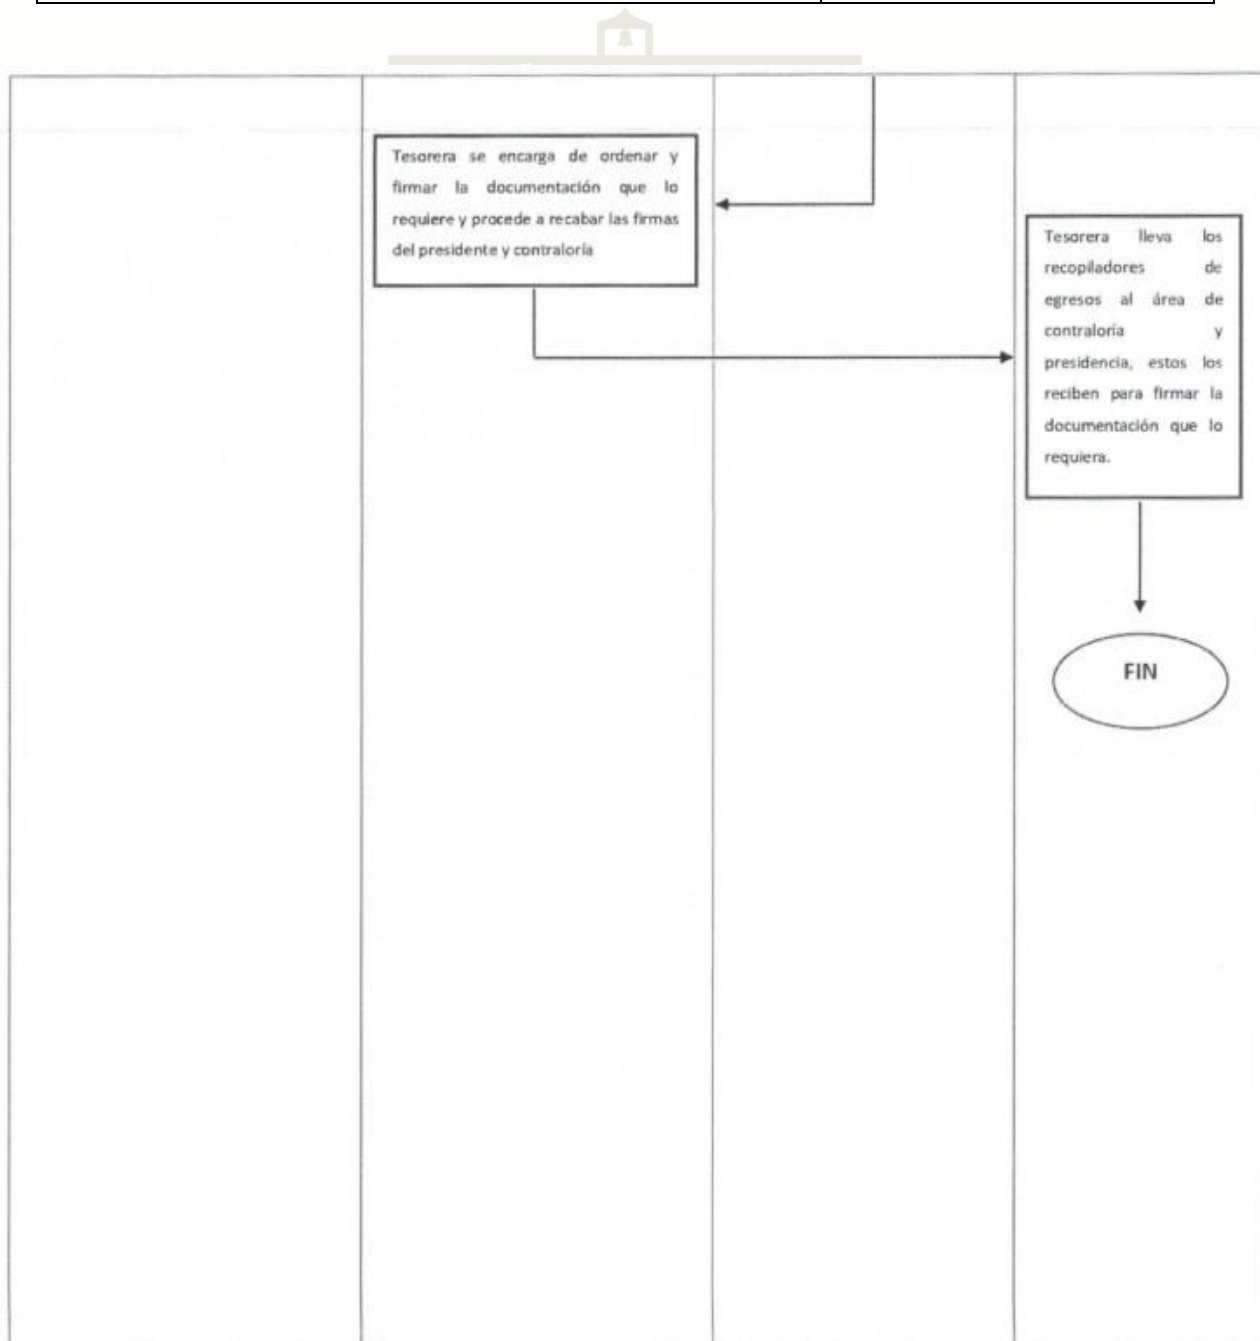 Tesorera se encarga de ordenar y
firmar la documentación que lo
requiere y procede a recabar las firmas
del presidente y contraloría
Tesorera lleva los
recopiladores de
egresos al área de
contraloría y
presidencia, estos los
reciben para firmar la
documentación que lo
requiera.
FIN